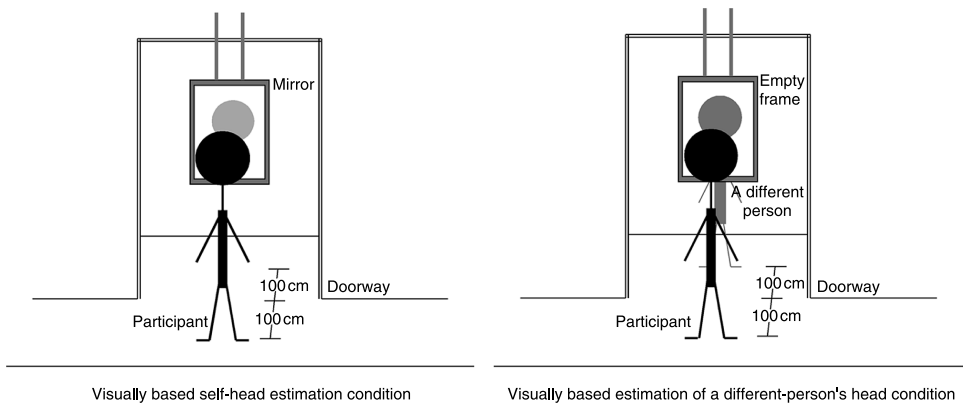 Mirror
100 cm
Doorway
100 cm
Participant
Visually based self-head estimation condition
Empty
frame
A different
person
100 cm
Doorway
100 cm
Participant
Visually based estimation of a different-person's head condition